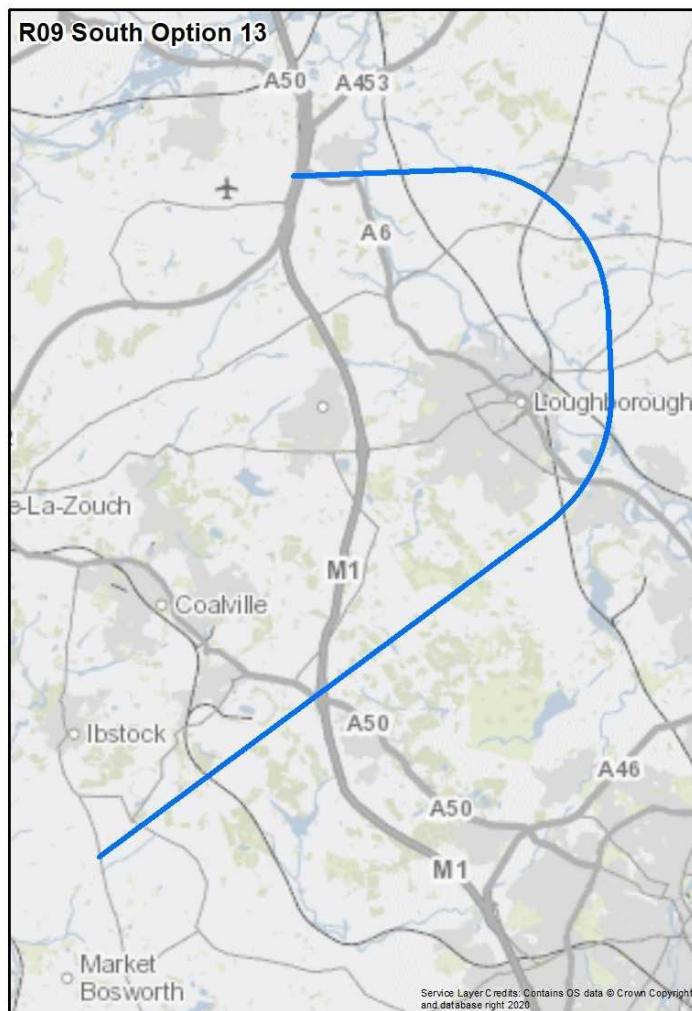 R09 South Option 13
A50
A453
A6
Loughborough
e-La-Zouch
M1
Coalville
A50
Ibstock
A46
A50
M1
Market
Bosworth
Service Layer Credits: Contains OS data © Crown Copyright
and database right 2020